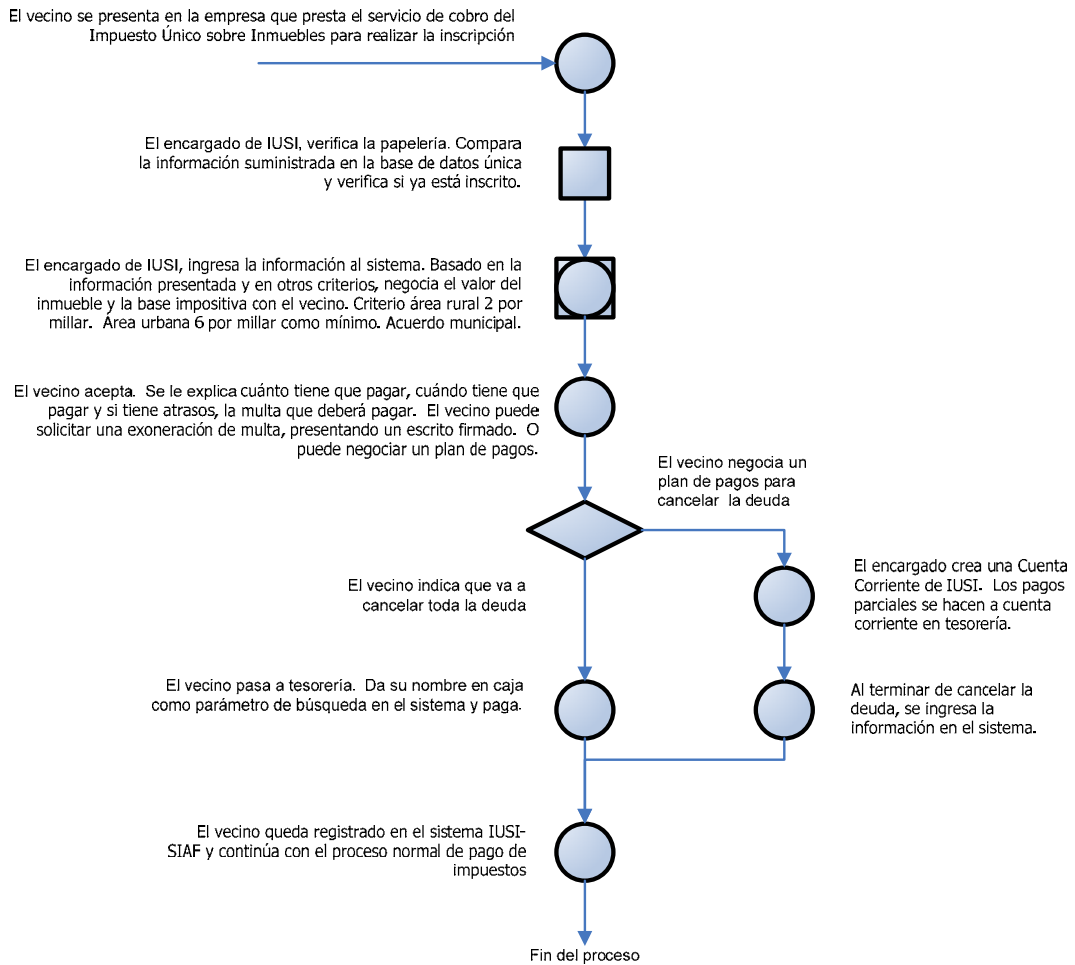 El vecino se presenta en la empresa que presta el servicio de cobro del
Impuesto Único sobre Inmuebles para realizar la inscripción
El encargado de IUSI, verifica la papelería. Compara
la información suministrada en la base de datos única
y verifica si ya está inscrito.
El encargado de IUSI, ingresa la información al sistema. Basado en la
información presentada y en otros criterios, negocia el valor del
inmueble y la base impositiva con el vecino. Criterio área rural 2 por
millar. Área urbana 6 por millar como mínimo. Acuerdo municipal.
El vecino acepta. Se le explica cuánto tiene que pagar, cuándo tiene que
pagar y si tiene atrasos, la multa que deberá pagar. El vecino puede
solicitar una exoneración de multa, presentando un escrito firmado. O
puede negociar un plan de pagos.
El vecino negocia un
plan de pagos para
cancelar la deuda
El vecino indica que va a
cancelar toda la deuda
El encargado crea una Cuenta
Corriente de IUSI. Los pagos
parciales se hacen a cuenta
corriente en tesorería.
El vecino pasa a tesorería. Da su nombre en caja
como parámetro de búsqueda en el sistema y paga.
Al terminar de cancelar la
deuda, se ingresa la
información en el sistema.
El vecino queda registrado en el sistema IUSI-
SIAF y continúa con el proceso normal de pago de
impuestos
Fin del proceso